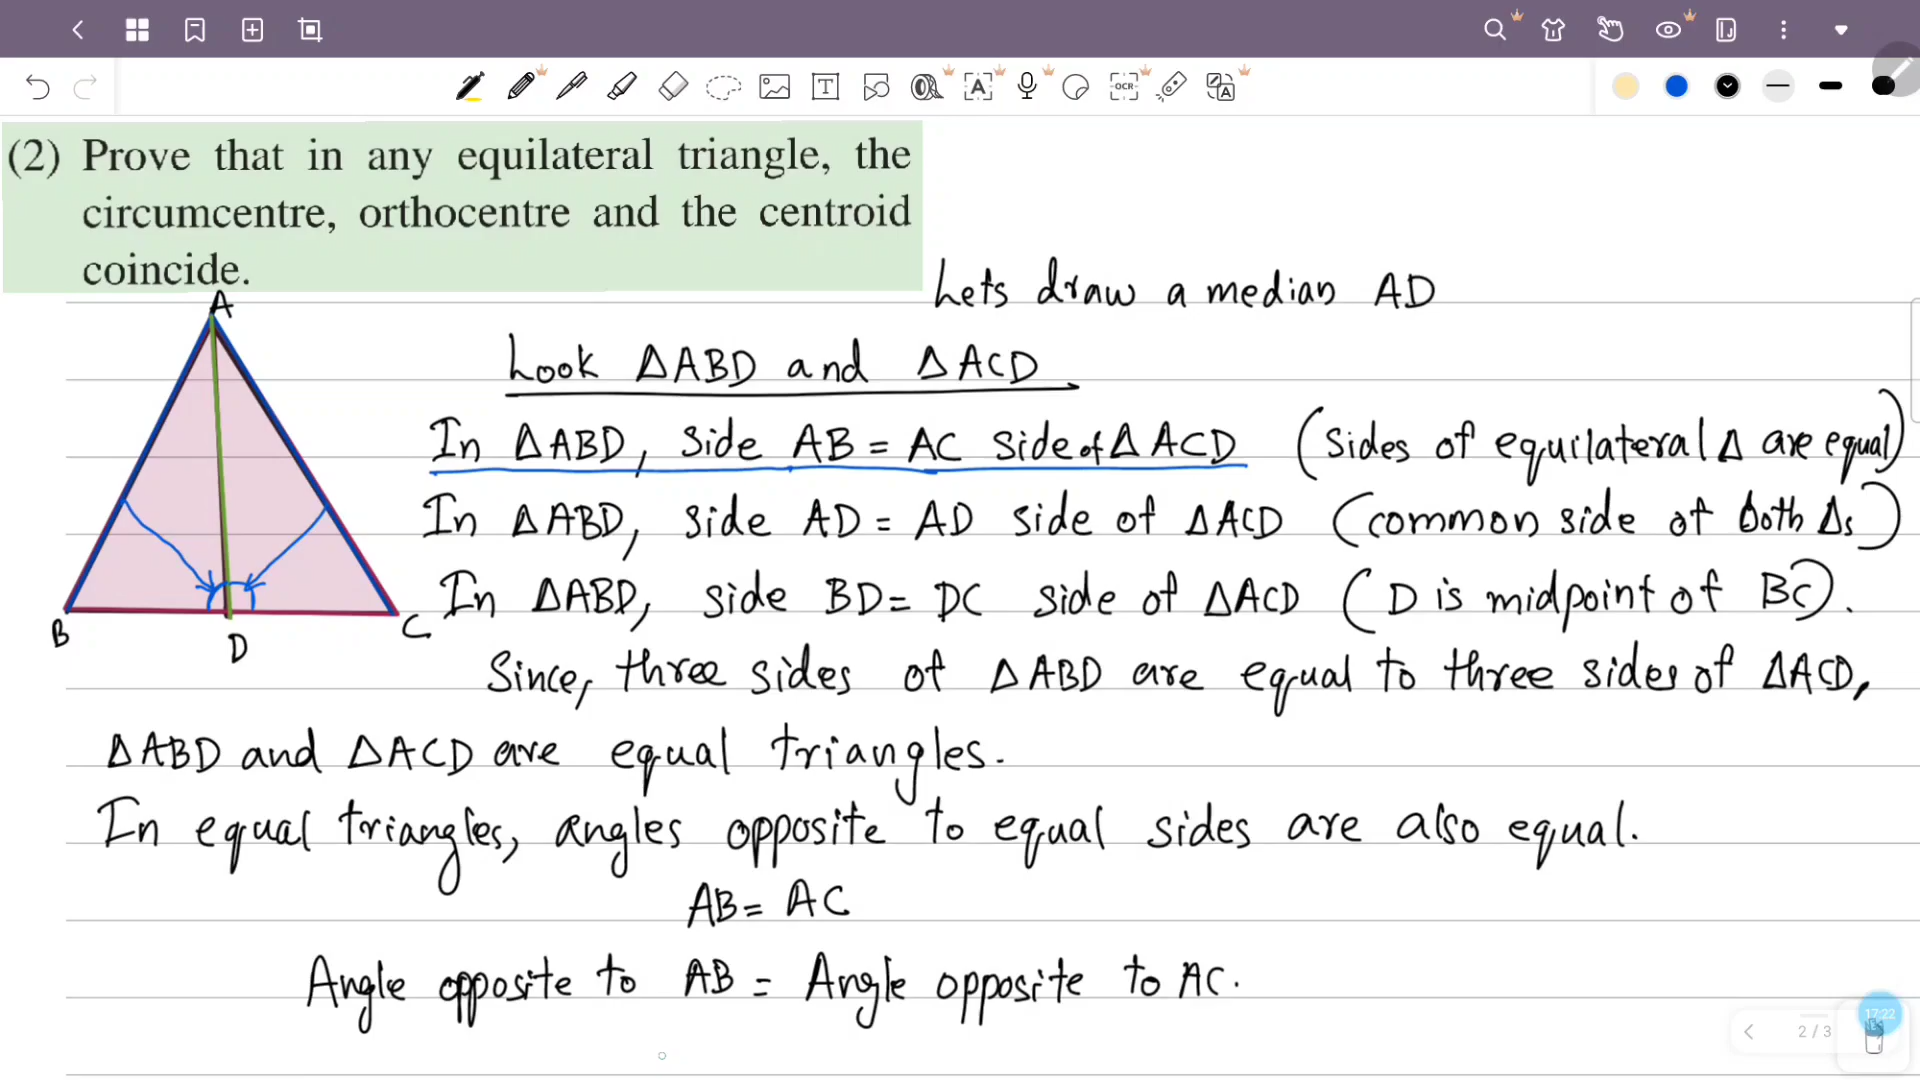 (2) Prove that in any equilateral triangle, the
circumcentre, orthocentre and the centroid
coincide.
Lets draw a median AD
Look ΔABD and ΔACD
In ΔABD, side AB = AC side of Δ ACD (Sides of equilateral Δ are equal)
In ΔABD, side AD = AD side of ΔACD (common side of both Δs)
In ΔABD, side BD = DC side of ΔACD (D is midpoint of BC).
Since, three sides of ΔABD are equal to three sides of ΔACD,
ΔABD and ΔACD are equal triangles.
In equal triangles, angles opposite to equal sides are also equal.
AB = AC
Angle opposite to AB = Angle opposite to AC.
A
B
D
C
T
A
OCR
A
17:22
2 / 3